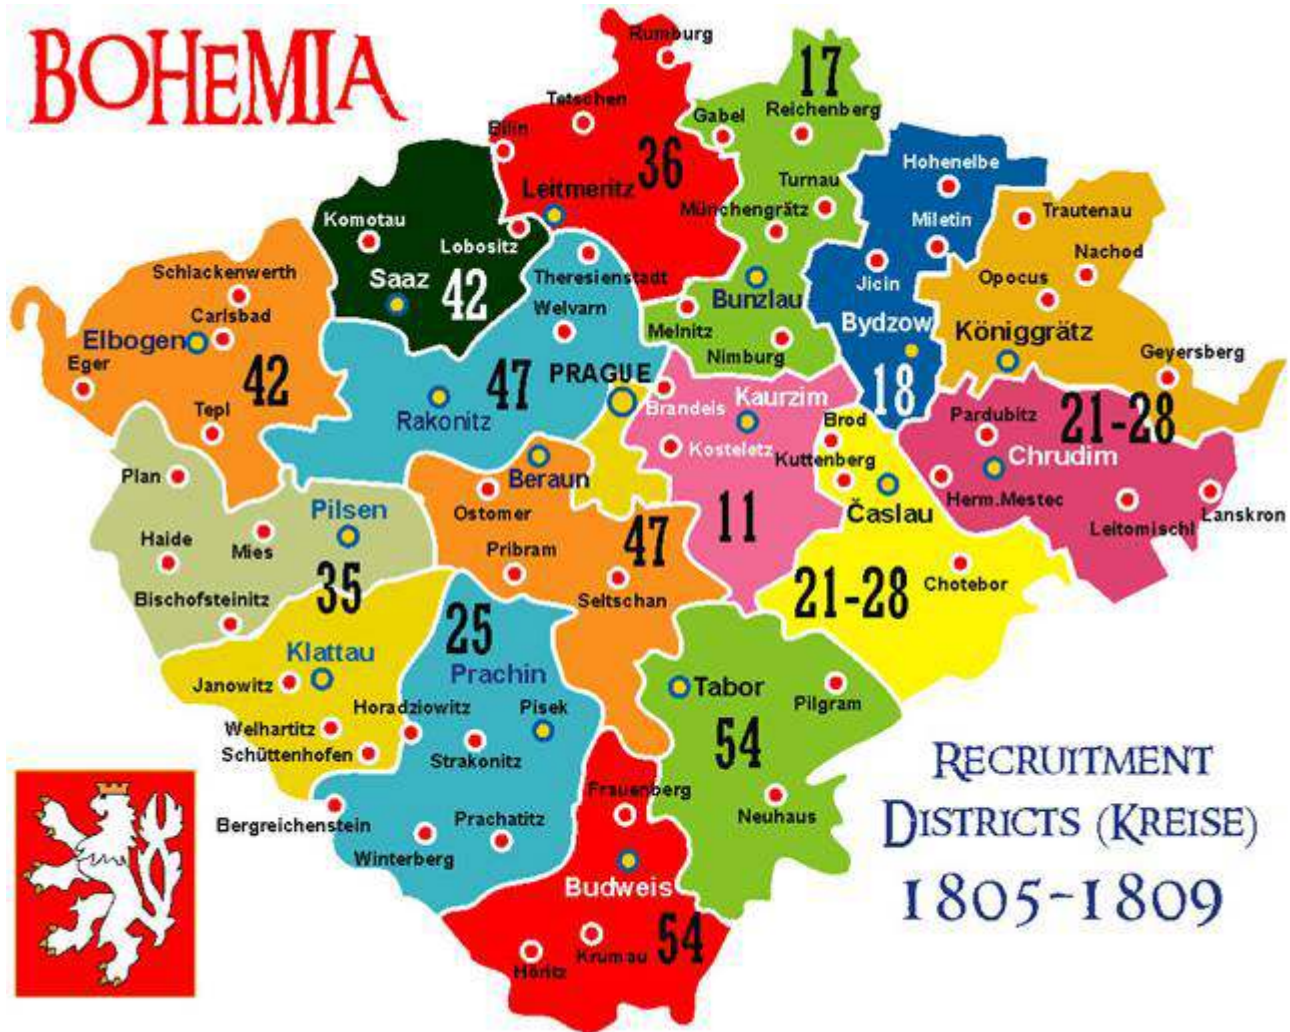 BOHEMIA
Rumburg
17
Tetschen
Gabel
Reichenberg
Bilin
36
Hohenelbe
Leitmeritz
Turnau
Münchengrätz
Komotau
Miletin
Trautenau
Lobositz
Nachod
Schlackenwerth
Saaz
42
Theresienstadt
Jicin
Opocus
Bunzlau
Carlsbad
Welvarn
Melnitz
Bydzow
Königgrätz
Elbogen
Nimburg
Geyersberg
Eger
42
47
PRAGUE
18
Brandeis
Kaurzim
Tepl
Rakonitz
Brod
Pardubitz
21-28
Kosteletz
Kuttenberg
Chrudim
Plan
Beraun
Herm.Mestec
Pilsen
Ostomer
Časlau
Leitomischl
Lanskron
Haide
Mies
11
47
Pribram
35
Seltschan
21-28
Chotebor
Bischofsteinitz
25
Klattau
Prachin
Tabor
Janowitz
Pilgram
Horadziowitz
Pisek
Welhartitz
54
Schüttenhofen
Strakonitz
RECRUITMENT
DISTRICTS (KREISE)
1805-1809
Frauenberg
Neuhaus
Bergreichenstein
Prachatitz
Winterberg
Budweis
54
Krumau
Höritz